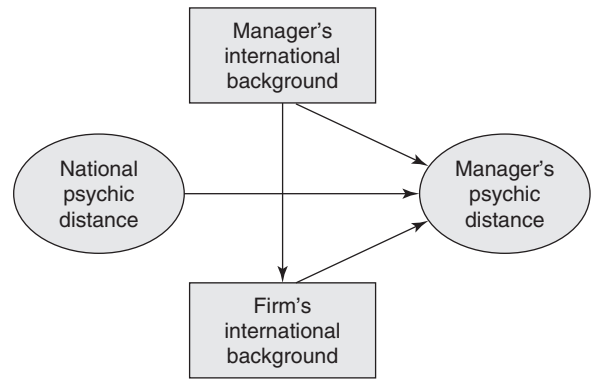 Manager's
international
background
National
psychic
distance
Manager's
psychic
distance
Firm's
international
background